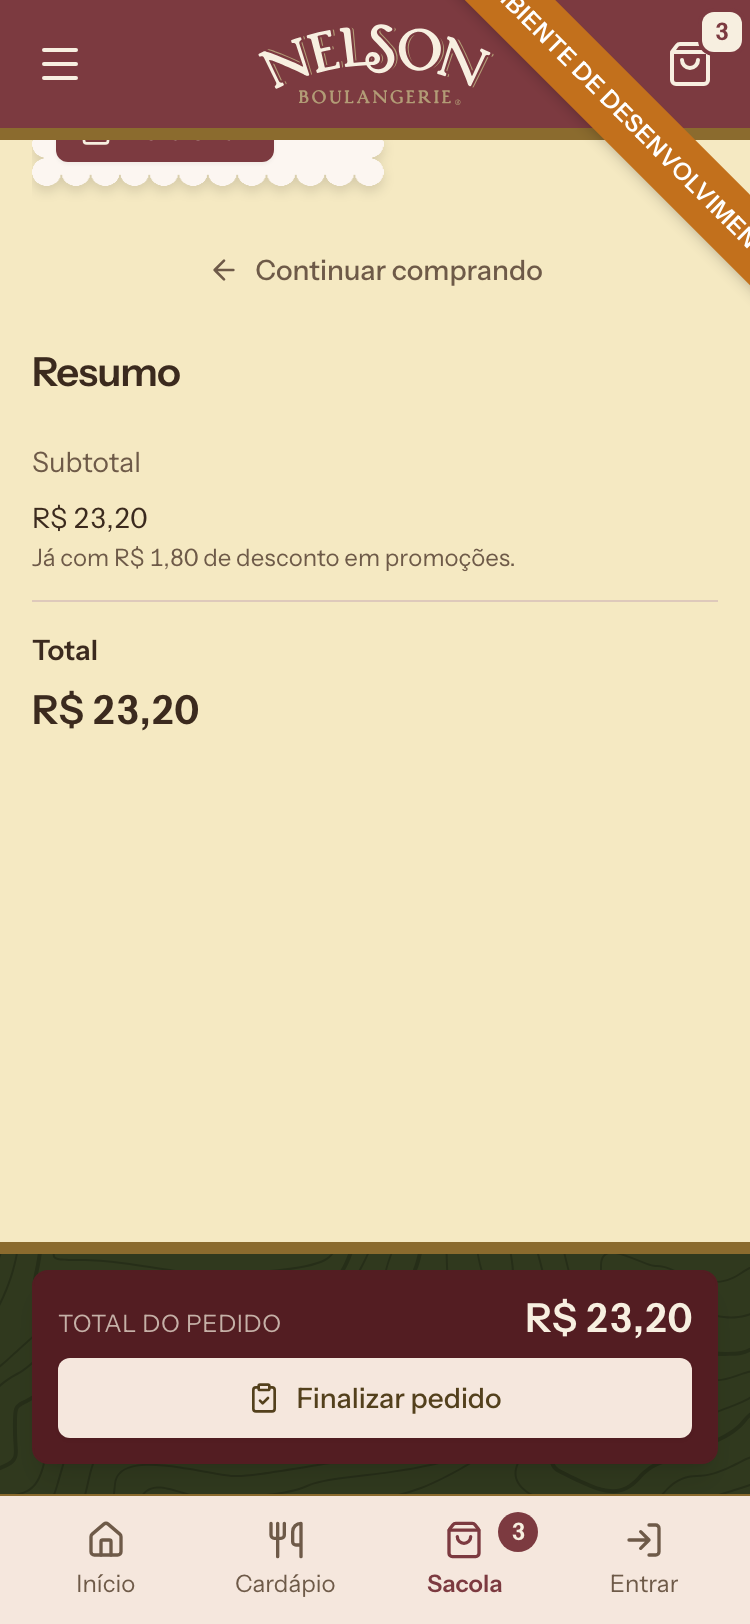 NELSON
BOULANGERIE
3
BIENTE DE DESENVOLVIMEN
Continuar comprando
Resumo
Subtotal
R$ 23,20
Já com R$ 1,80 de desconto em promoções.
Total
R$ 23,20
TOTAL DO PEDIDO
R$ 23,20
Finalizar pedido
3
Início
Cardápio
Sacola
Entrar